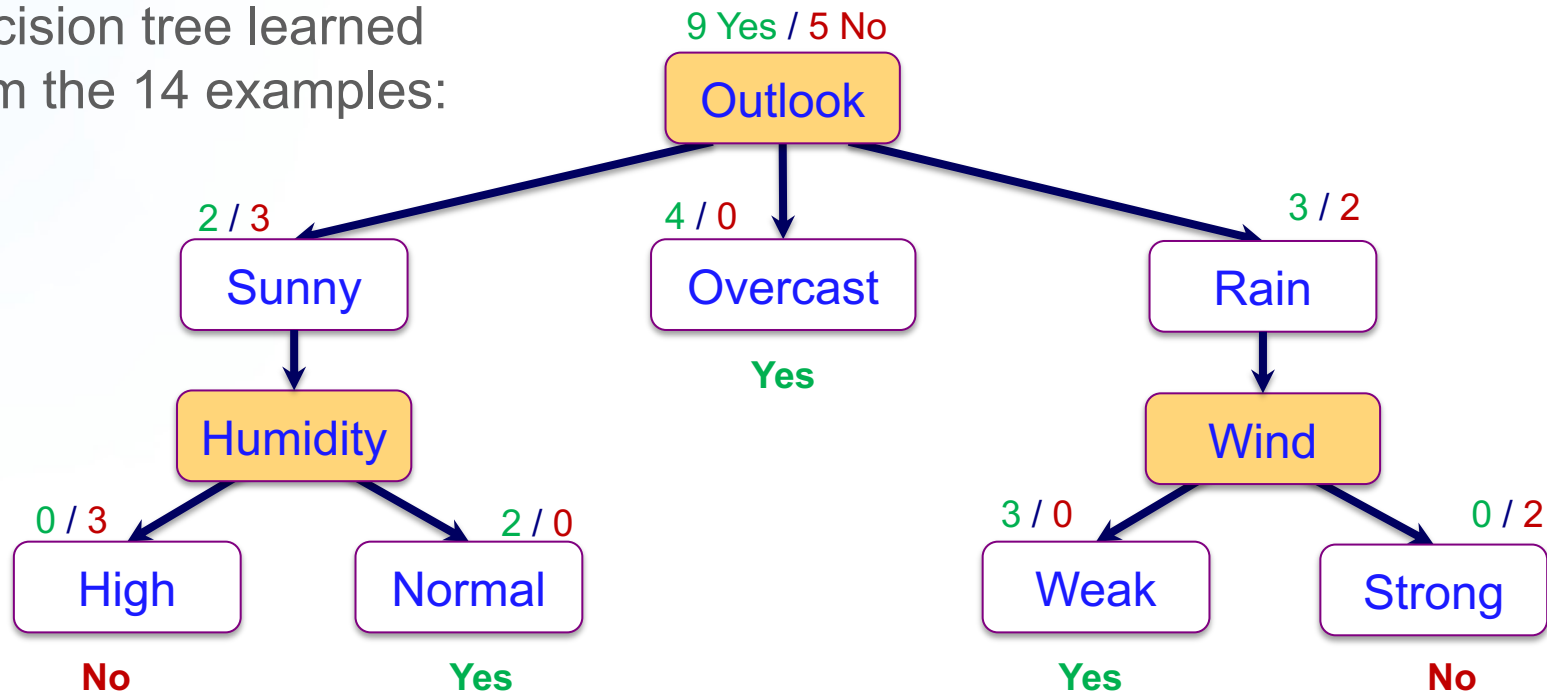 cision tree learned
m the 14 examples:
9 Yes / 5 No
Outlook
2 / 3
4 / 0
3 / 2
Sunny
Overcast
Rain
Yes
Humidity
Wind
0 / 3
2 / 0
3 / 0
0 / 2
High
Normal
Weak
Strong
No
Yes
Yes
No